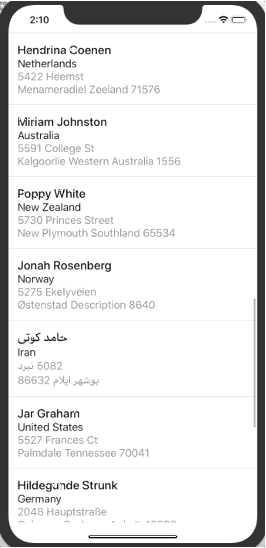 2:10
Hendrina Coenen
Netherlands
5422 Heemst
Menameradiel Zeeland 71576
Miriam Johnston
Australia
5591 College St
Kalgoorlie Western Australia 1556
Poppy White
New Zealand
5730 Princes Street
New Plymouth Southland 65534
Jonah Rosenberg
Norway
5275 Ekelyveien
Østenstad Description 8640
حامد کوتی
Iran
5082 نبرد
بوشهر ایلام 86632
Jar Graham
United States
5527 Frances Ct
Palmdale Tennessee 70041
Hildegunde Strunk
Germany
2048 Hauptstraße